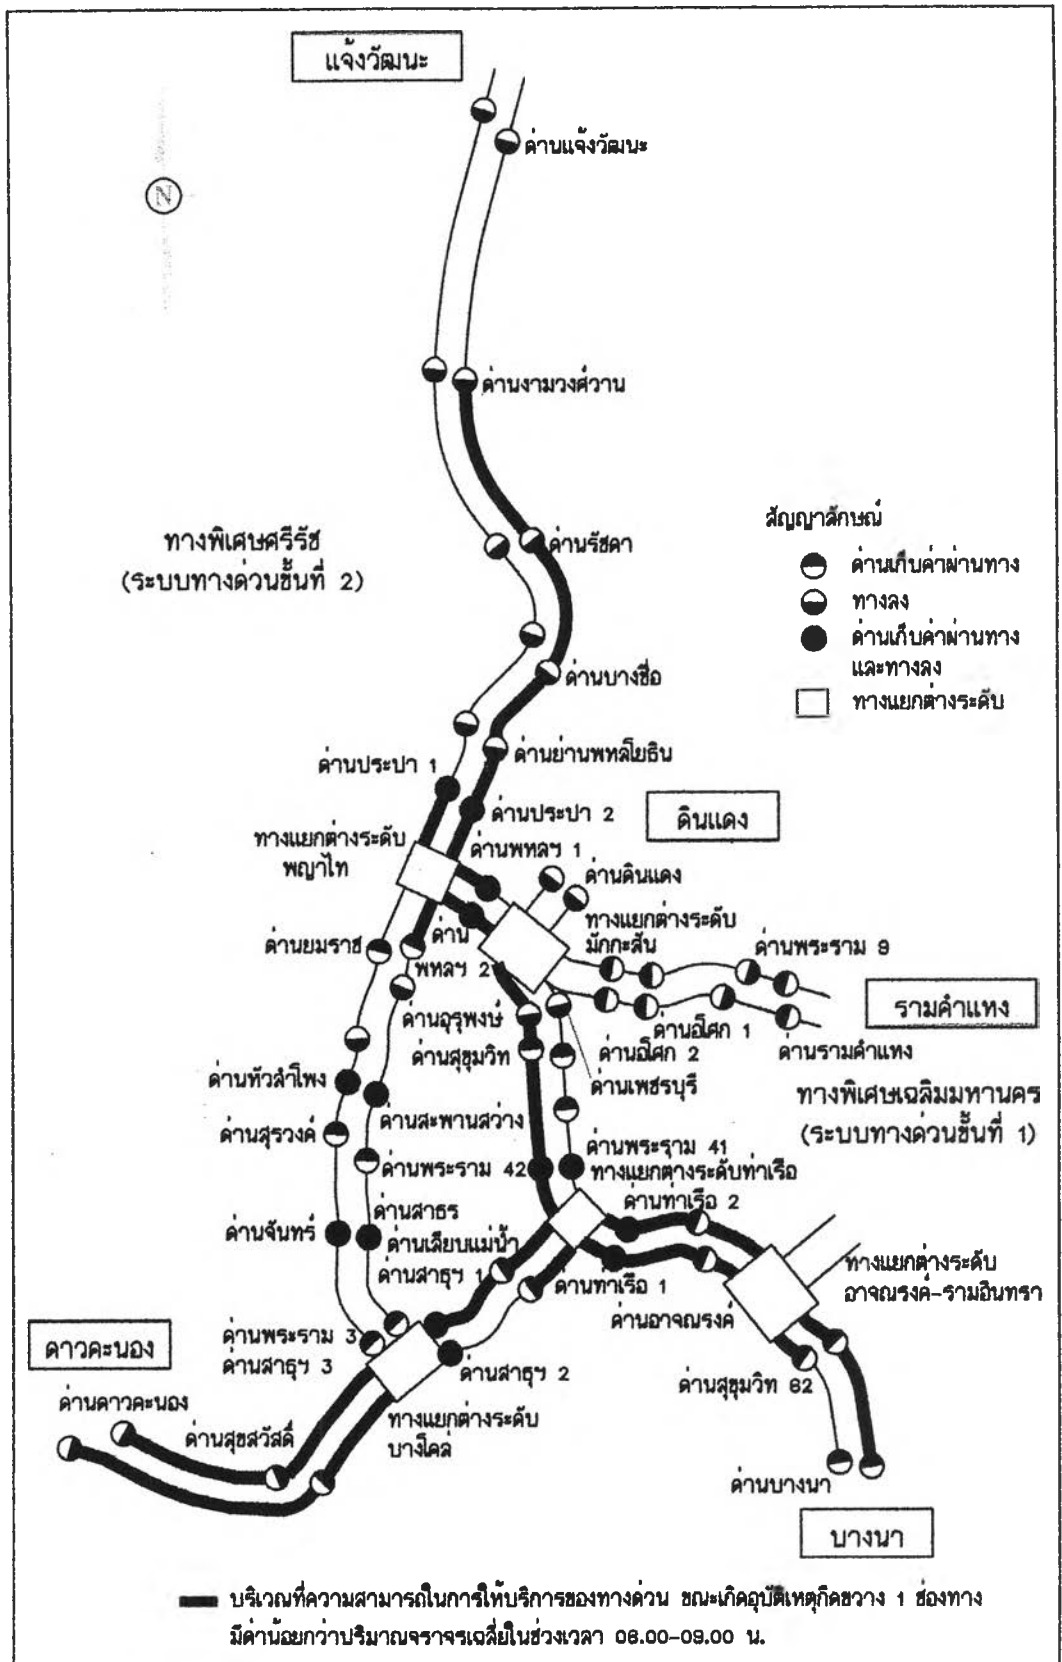 แจ้งวัฒนะ
ด่านแจ้งวัฒนะ
N
ด่านงามวงศ์วาน
ทางพิเศษศรีรัช
(ระบบทางด่วนขั้นที่ 2)
ด่านรัชดา
สัญญาลักษณ์
ด่านเก็บค่าผ่านทาง
ทางลง
ด่านเก็บค่าผ่านทาง
และทางลง
ทางแยกต่างระดับ
ด่านบางซื่อ
ด่านย่านพหลโยธิน
ด่านประปา 1
ด่านประปา 2
ดินแดง
ทางแยกต่างระดับ
พญาไท
ด่านพหลฯ 1
ด่านดินแดง
ทางแยกต่างระดับ
มักกะสัน
ด่าน
พหลฯ 2
ด่านยมราช
ด่านพระราม 9
รามคำแหง
ด่านอุรุพงษ์
ด่านสุขุมวิท
ด่านอโศก 1
ด่านอโศก 2
ด่านรามคำแหง
ด่านเพชรบุรี
ด่านหัวลำโพง
ด่านสะพานสว่าง
ทางพิเศษเฉลิมมหานคร
(ระบบทางด่วนขั้นที่ 1)
ด่านสุรวงศ์
ด่านพระราม 41
ด่านพระราม 42
ทางแยกต่างระดับท่าเรือ
ด่านท่าเรือ 2
ด่านสาธร
ด่านจันทร์
ด่านเลียบแม่น้ำ
ด่านสาธุฯ 1
ด่านท่าเรือ 1
ทางแยกต่างระดับ
อาจณรงค์-รามอินทรา
ด่านอาจณรงค์
ด่านพระราม 3
ด่านสาธุฯ 3
ดาวคะนอง
ด่านสาธุฯ 2
ด่านสุขุมวิท 62
ด่านดาวคะนอง
ด่านสุขสวัสดิ์
ทางแยกต่างระดับ
บางโคล่
ด่านบางนา
บางนา
บริเวณที่ความสามารถในการให้บริการของทางด่วน ขณะเกิดอุบัติเหตุกีดขวาง 1 ช่องทาง
มีค่าน้อยกว่าปริมาณจราจรเฉลี่ยในช่วงเวลา 06.00-09.00 น.